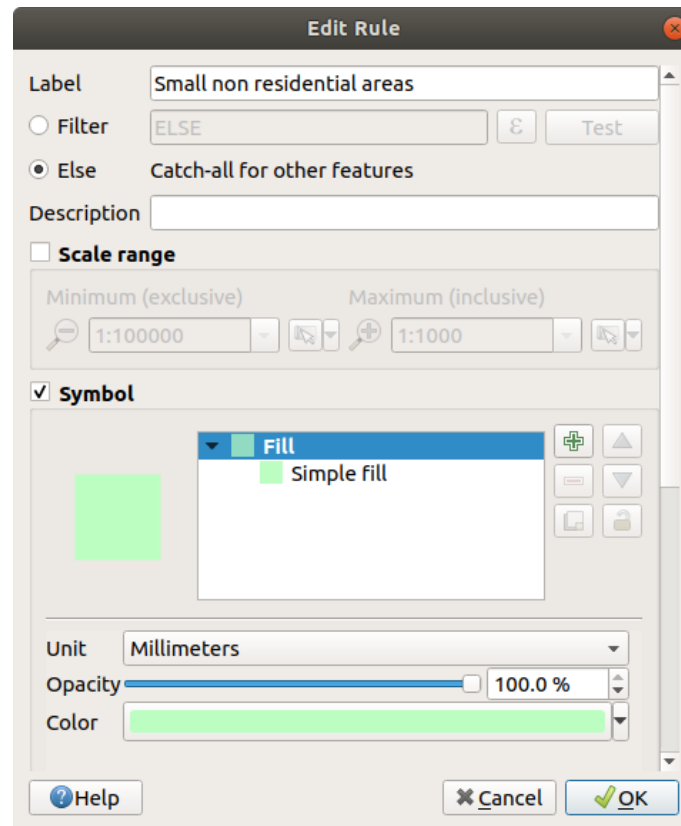 Edit Rule
Label Small non residential areas
Filter ELSE ε Test
Else Catch-all for other features
Description
Scale range
Minimum (exclusive) Maximum (inclusive)
1:100000 1:1000
Symbol
Fill
Simple fill
Unit Millimeters
Opacity 100.0 %
Color
Help Cancel OK